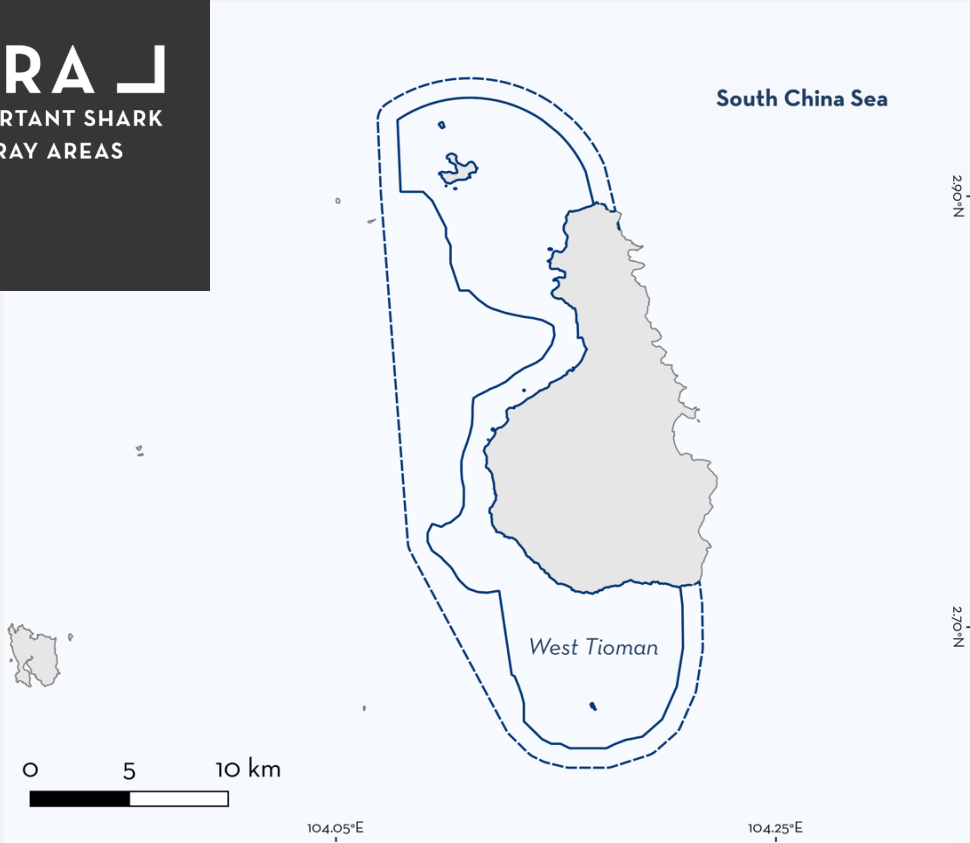 RA
RTANT SHARK
RAY AREAS
South China Sea
2.90°N
2.70°N
West Tioman
0 5 10 km
104.05°E 104.25°E